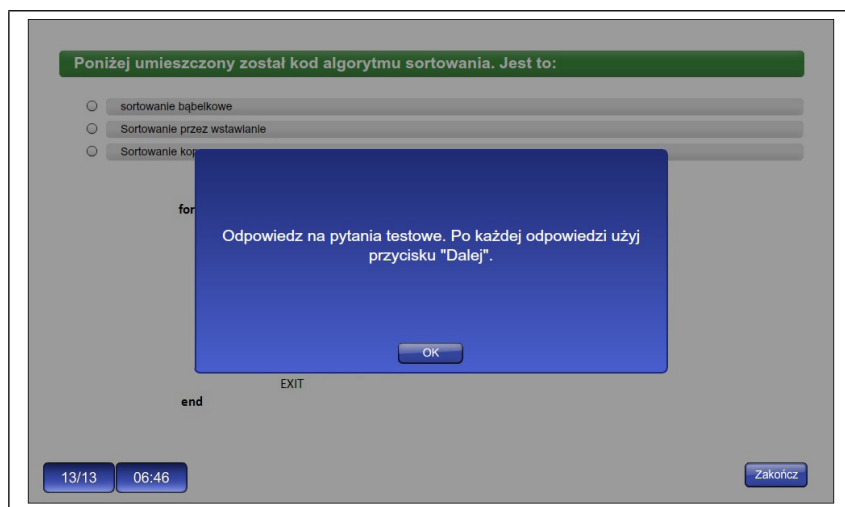 Poniżej umieszczony został kod algorytmu sortowania. Jest to:
sortowanie bąbelkowe
Sortowanie przez wstawianie
Sortowanie
for
Odpowiedz na pytania testowe. Po każdej odpowiedzi użyj
przycisku "Dalej".
OK
EXIT
end
13/13 06:46 Zakończ